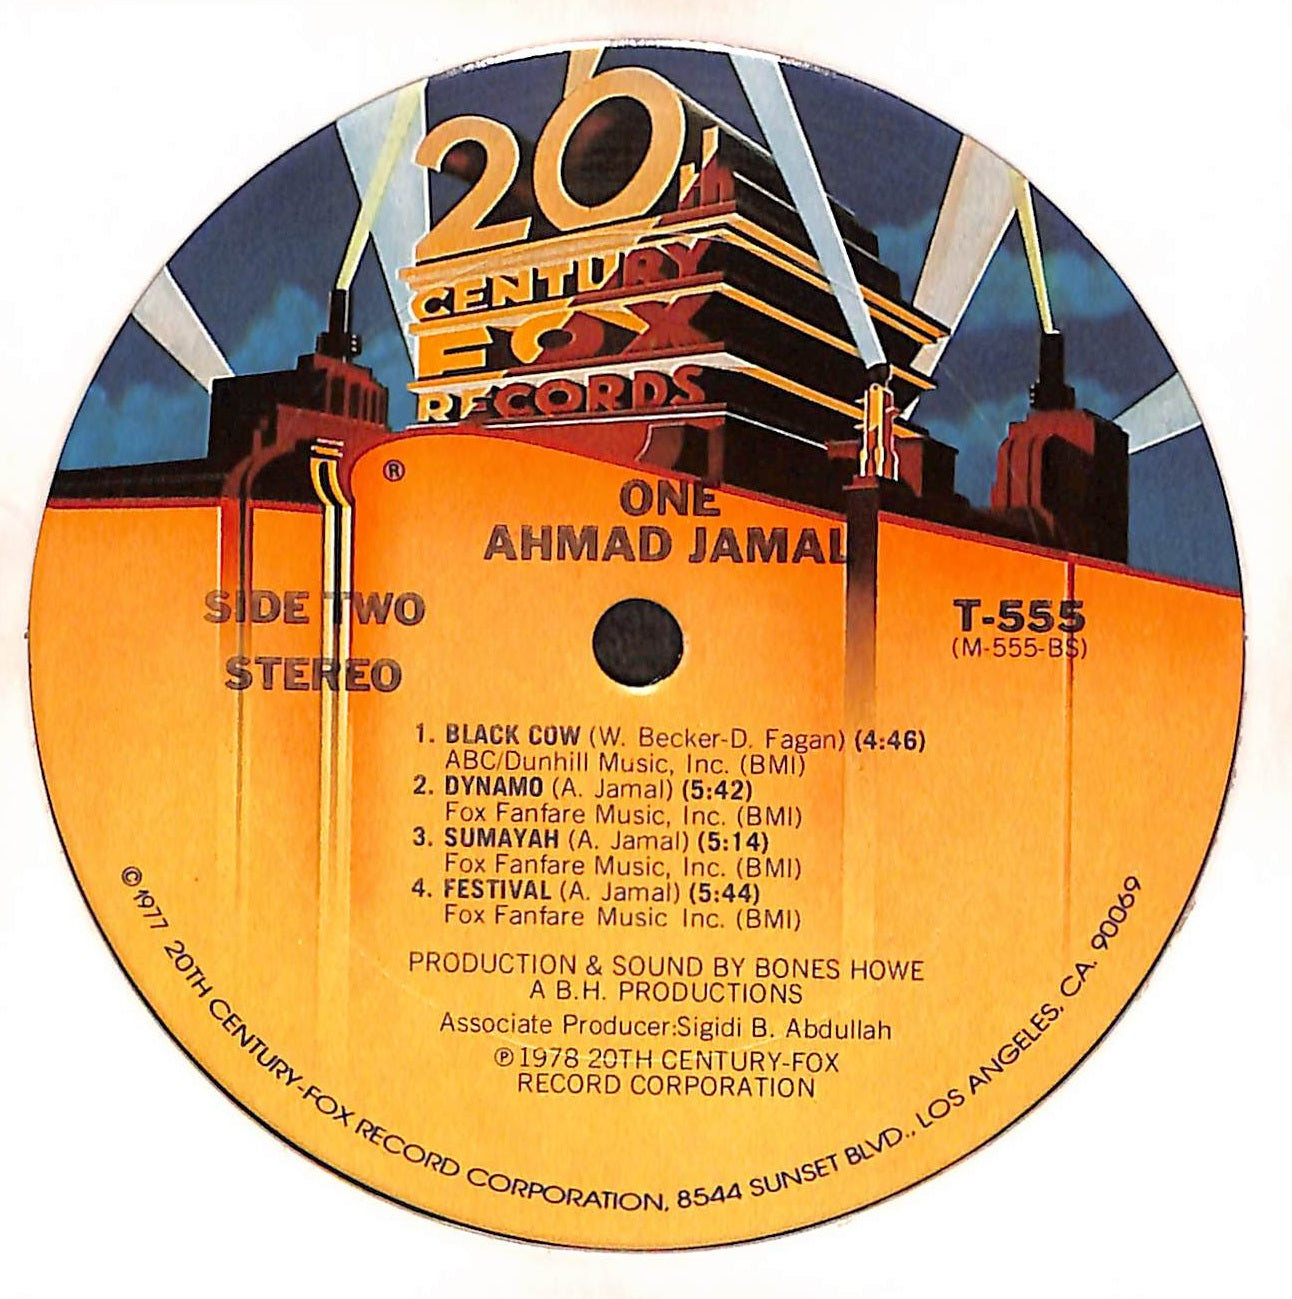 20th
CENTURY
FOX
RECORDS
®
ONE
AHMAD JAMAL
SIDE TWO
STEREO
T-555
(M-555-BS)
1. BLACK COW (W. Becker-D. Fagan) (4:46)
ABC/Dunhill Music, Inc. (BMI)
2. DYNAMO (A. Jamal) (5:42)
Fox Fanfare Music, Inc. (BMI)
3. SUMAYAH (A. Jamal) (5:14)
Fox Fanfare Music, Inc. (BMI)
4. FESTIVAL (A. Jamal) (5:44)
Fox Fanfare Music Inc. (BMI)
PRODUCTION & SOUND BY BONES HOWE
A B.H. PRODUCTIONS
Associate Producer:Sigidi B. Abdullah
℗ 1978 20TH CENTURY-FOX
RECORD CORPORATION
© 1977 20TH CENTURY-FOX RECORD CORPORATION, 8544 SUNSET BLVD., LOS ANGELES, CA. 90069